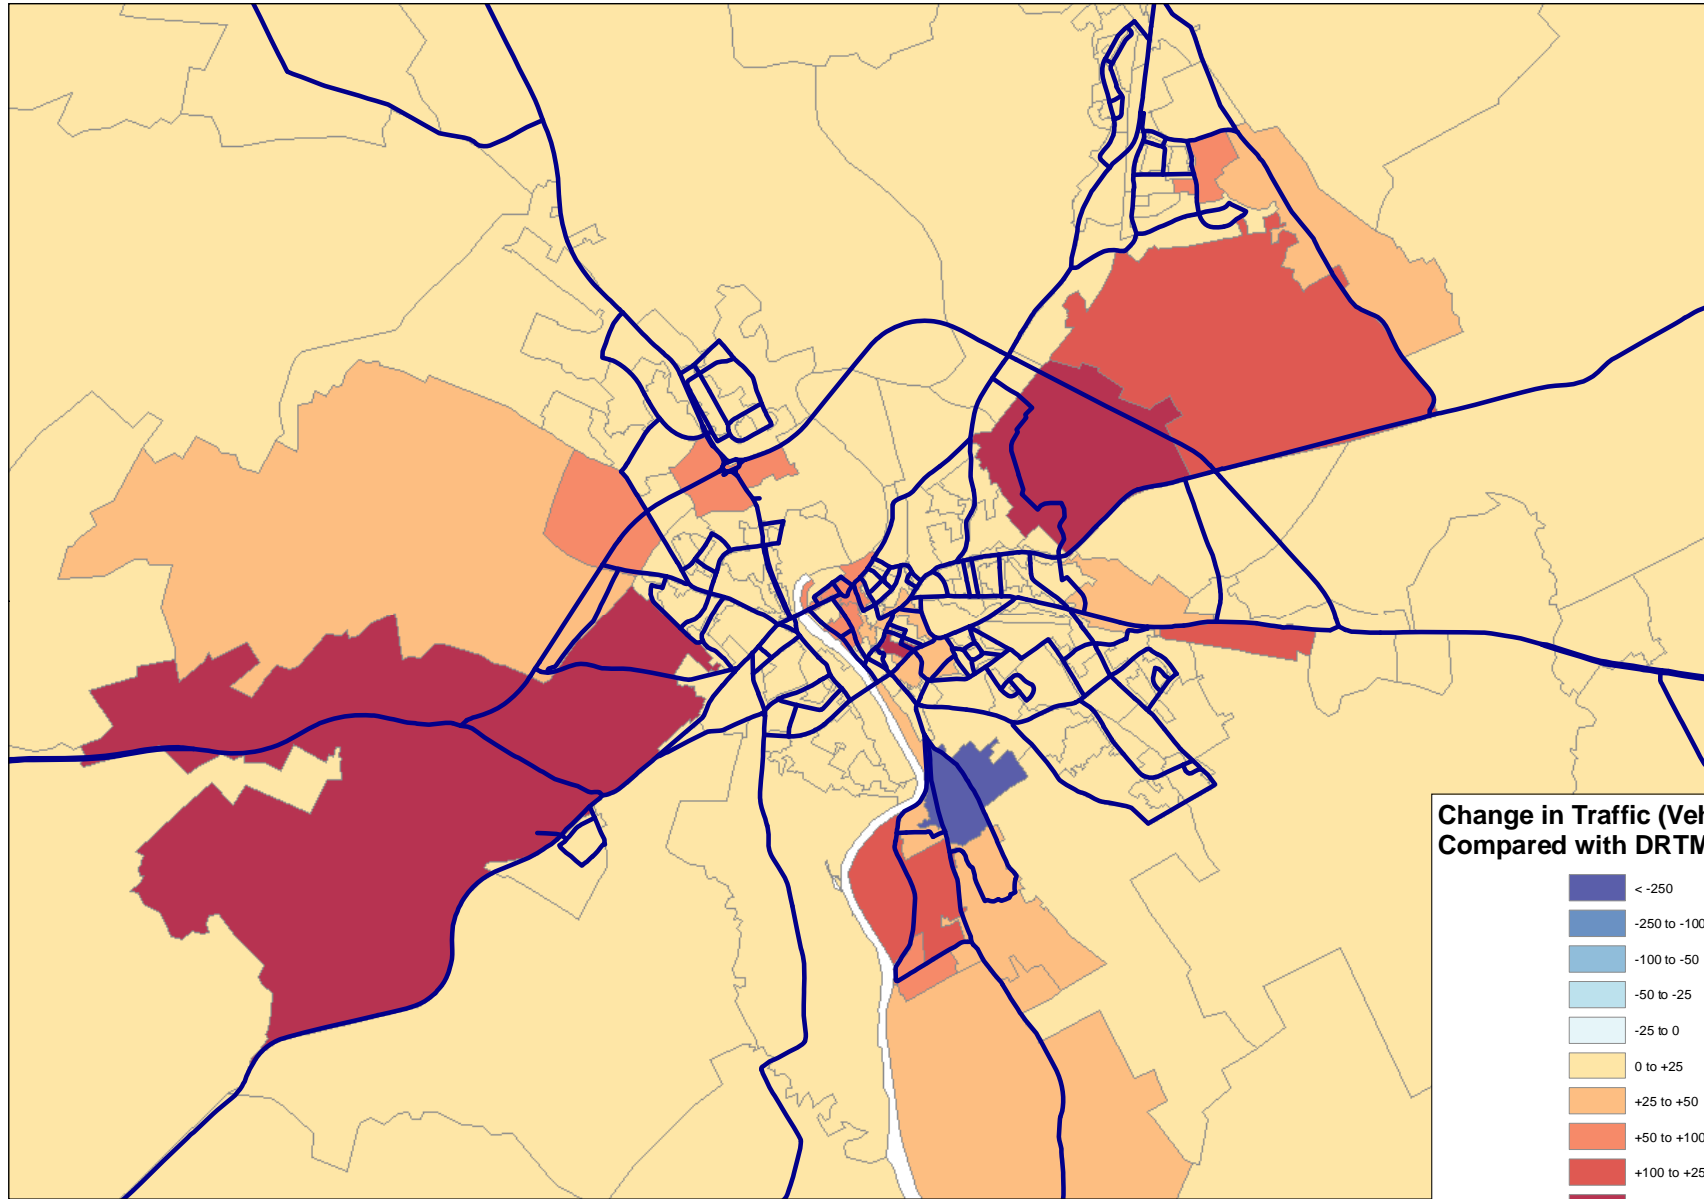 Change in Traffic (Veh
Compared with DRTM
< -250
-250 to -100
-100 to -50
-50 to -25
-25 to 0
0 to +25
+25 to +50
+50 to +100
+100 to +25